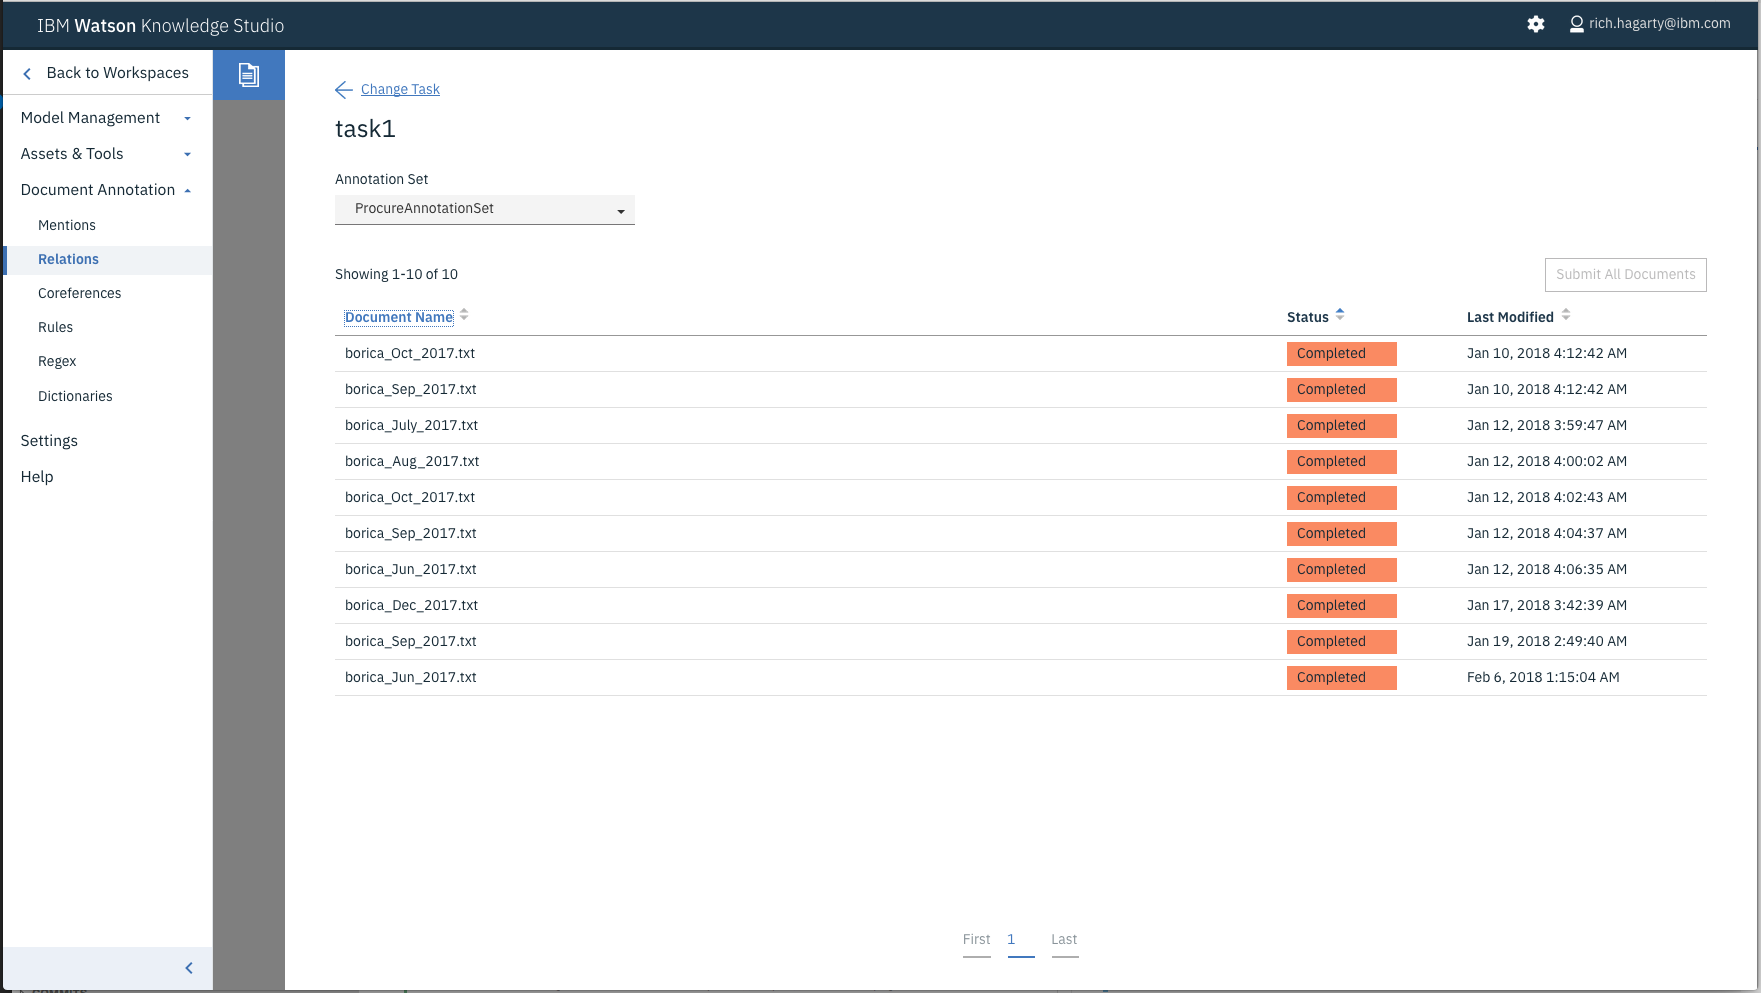 IBM Watson Knowledge Studio
rich.hagarty@ibm.com
Back to Workspaces
Model Management
Assets & Tools
Document Annotation
Mentions
Relations
Coreferences
Rules
Regex
Dictionaries
Settings
Help
Change Task
task1
Annotation Set
ProcureAnnotationSet
Showing 1-10 of 10
Submit All Documents
Document Name Status Last Modified
borica_Oct_2017.txt Completed Jan 10, 2018 4:12:42 AM
borica_Sep_2017.txt Completed Jan 10, 2018 4:12:42 AM
borica_July_2017.txt Completed Jan 12, 2018 3:59:47 AM
borica_Aug_2017.txt Completed Jan 12, 2018 4:00:02 AM
borica_Oct_2017.txt Completed Jan 12, 2018 4:02:43 AM
borica_Sep_2017.txt Completed Jan 12, 2018 4:04:37 AM
borica_Jun_2017.txt Completed Jan 12, 2018 4:06:35 AM
borica_Dec_2017.txt Completed Jan 17, 2018 3:42:39 AM
borica_Sep_2017.txt Completed Jan 19, 2018 2:49:40 AM
borica_Jun_2017.txt Completed Feb 6, 2018 1:15:04 AM
First 1 Last